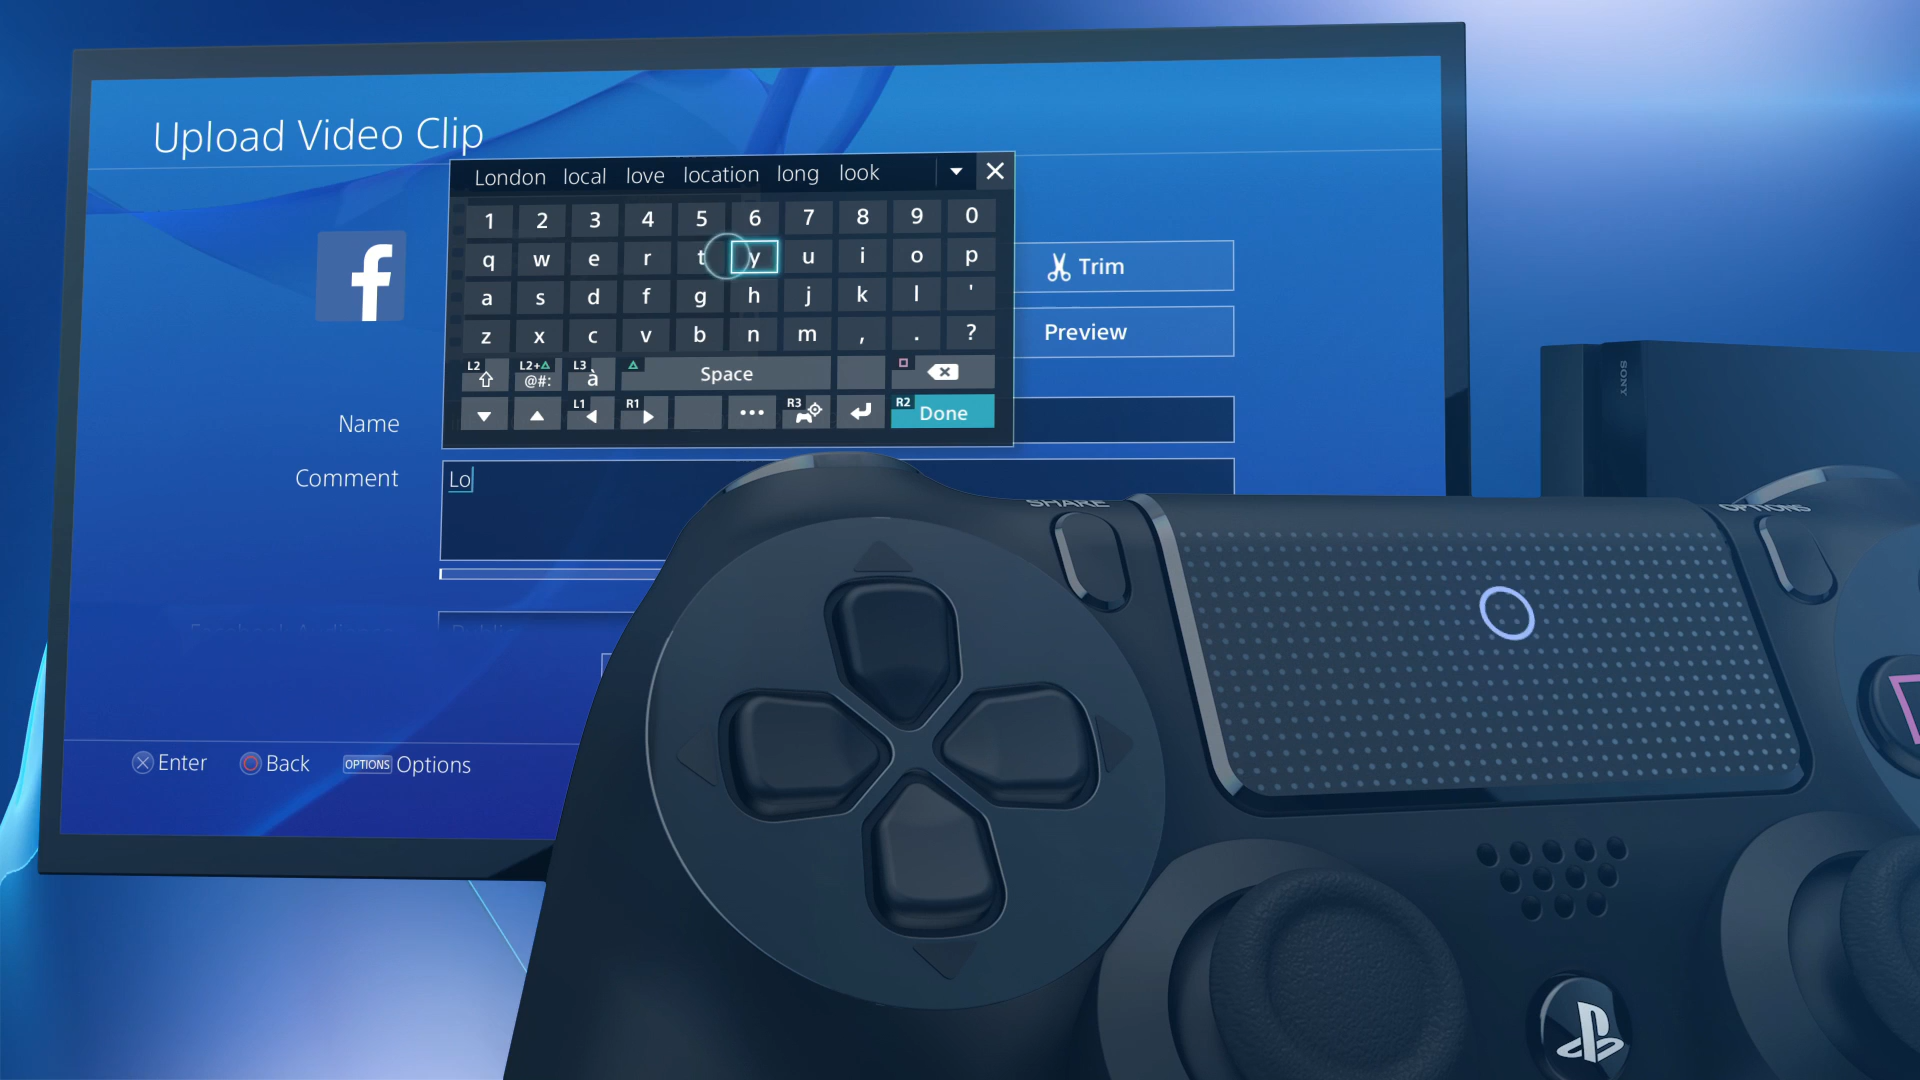 Upload Video Clip
London local love location long look
1 2 3 4 5 6 7 8 9 0
q w e r t y u i o p
a s d f g h j k l '
z x c v b n m , . ?
L2 L2+△ @#: L3 à △ Space □
L1 R1 ••• R3 R2 Done
Trim
Preview
Name
Comment
Lo
Enter Back OPTIONS Options
SONY
SHARE
OPTIONS